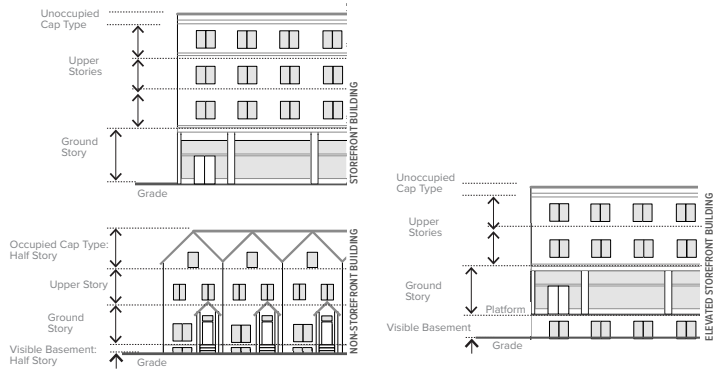 Unoccupied
Cap Type
Upper
Stories
Ground
Story
Grade
STOREFRONT BUILDING
Occupied Cap Type:
Half Story
Upper Story
Ground
Story
Visible Basement:
Half Story
Grade
NON-STOREFRONT BUILDING
Unoccupied
Cap Type
Upper
Stories
Ground
Story
Platform
Visible Basement
Grade
ELEVATED STOREFRONT BUILDING